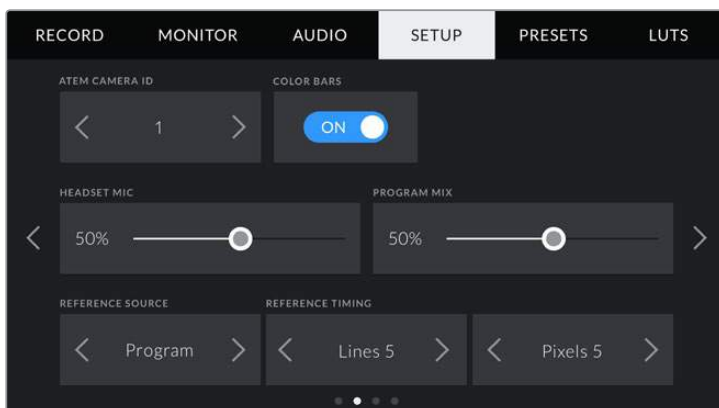 RECORD MONITOR AUDIO SETUP PRESETS LUTS
ATEM CAMERA ID COLOR BARS
1 ON
HEADSET MIC PROGRAM MIX
50% 50%
REFERENCE SOURCE REFERENCE TIMING
Program Lines 5 Pixels 5